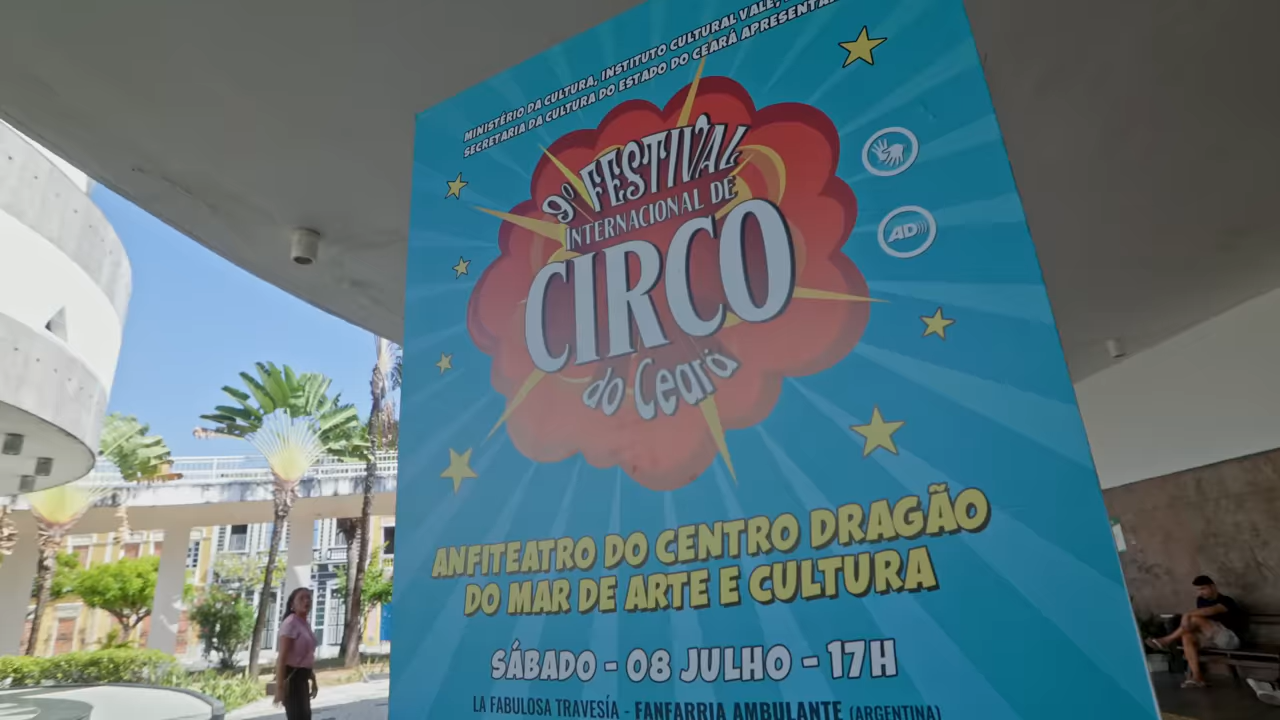 MINISTÉRIO DA CULTURA, INSTITUTO CULTURAL VALE,
SECRETARIA DA CULTURA DO ESTADO DO CEARÁ APRESENTAM
9º FESTIVAL
INTERNACIONAL DE
CIRCO
do Ceará
AD
ANFITEATRO DO CENTRO DRAGÃO
DO MAR DE ARTE E CULTURA
SÁBADO - 08 JULHO - 17H
LA FABULOSA TRAVESÍA - FANFARRIA AMBULANTE (ARGENTINA)